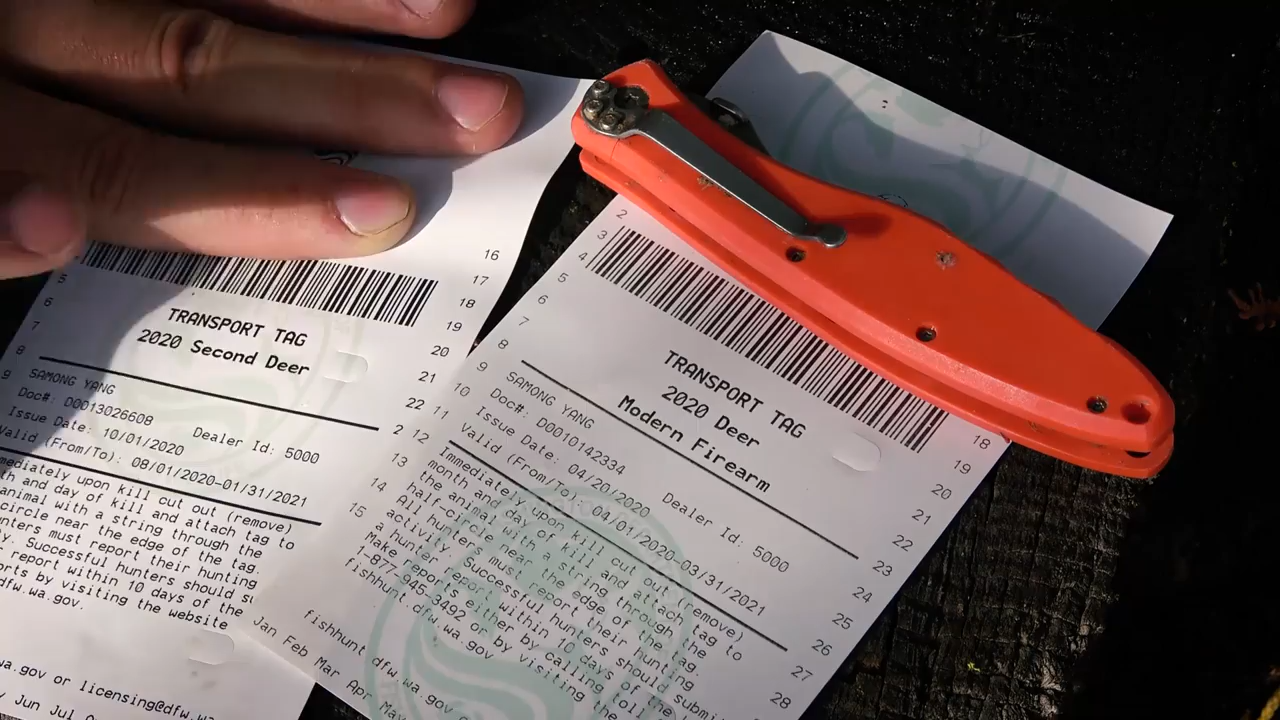 16
17
18
19
20
21
22
2
5
6
7
8
9
TRANSPORT TAG
2020 Second Deer
SAMONG YANG
Doc#: D0013026608
Issue Date: 10/01/2020 Dealer Id: 5000
Valid (From/To): 08/01/2020-01/31/2021
mediately upon kill cut out (remove)
th and day of kill and attach tag to
animal with a string through the
circle near the edge of the tag.
nters must report their hunting
y. Successful hunters should su
report within 10 days of the
orts by visiting the website
dfw.wa.gov.
wa.gov or licensing@dfw.wa
Jun Jul
2
3
4
5
6
7
8
9
10
11
12
13
14
15
18
19
20
21
22
23
24
25
26
27
28
TRANSPORT TAG
2020 Deer
Modern Firearm
SAMONG YANG
Doc#: D0010142334
Issue Date: 04/20/2020 Dealer Id: 5000
Valid (From/To): 04/01/2020-03/31/2021
Immediately upon kill cut out (remove)
month and day of kill and attach tag to
the animal with a string through the
half-circle near the edge of the tag.
All hunters must report their hunting
activity. Successful hunters should submi
a hunter report within 10 days of the
Make reports either by calling toll
1-877-945-3492 or by visiting the
fishhunt.dfw.wa.gov
fishhunt dfw.wa.gov
Jan Feb Mar Apr May